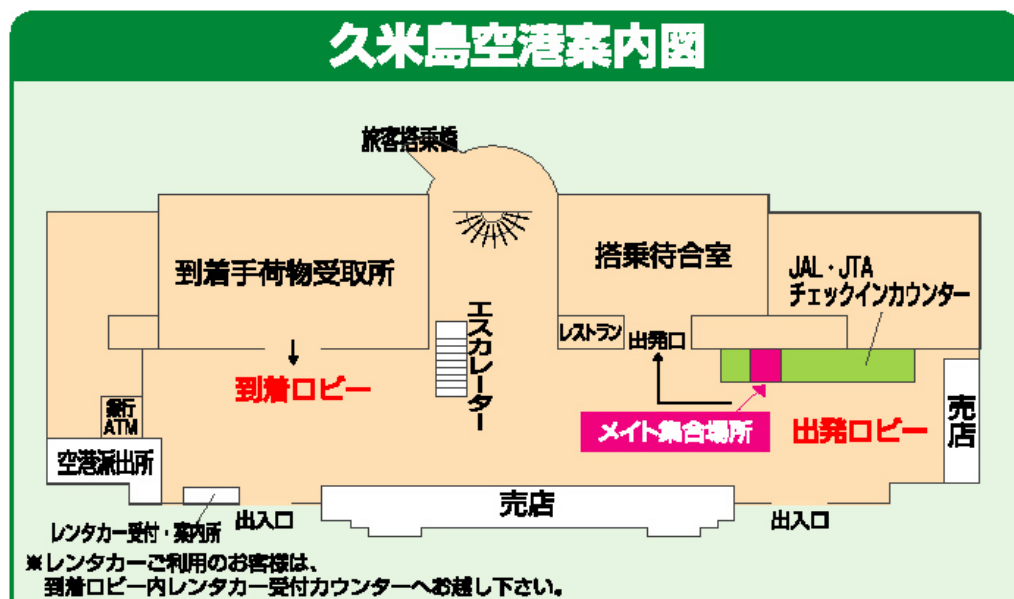 久米島空港案内図
旅客搭乗橋
到着手荷物受取所
搭乗待合室
JAL・JTA
チェックインカウンター
エスカレーター
レストラン
出発口
到着ロビー
銀行
ATM
メイト集合場所
出発ロビー
売店
空港派出所
売店
レンタカー受付・案内所
出入口
出入口
※レンタカーご利用のお客様は、
到着ロビー内レンタカー受付カウンターへお越し下さい。